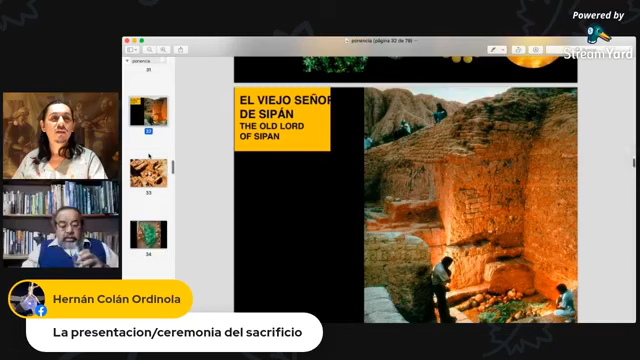 Powered by
StreamYard
ponencia (página 32 de 79)
ponencia
31
32
33
34
EL VIEJO SEÑOR
DE SIPÁN
THE OLD LORD
OF SIPAN
Hernán Colán Ordinola
La presentacion/ceremonia del sacrificio